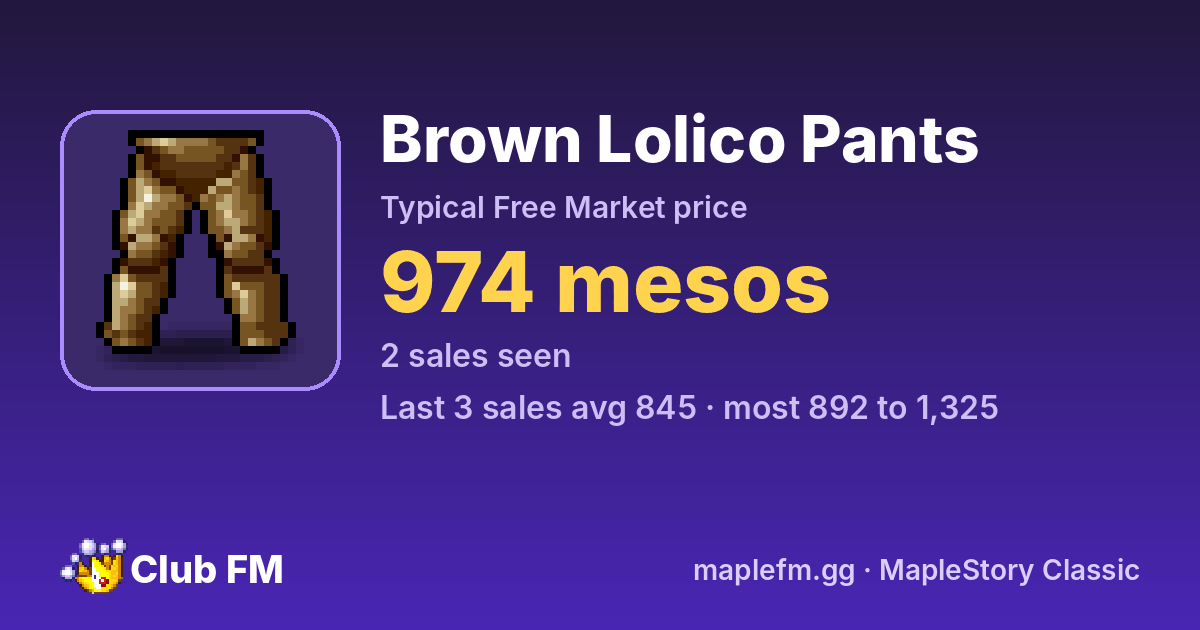 Brown Lolico Pants
Typical Free Market price
974 mesos
2 sales seen
Last 3 sales avg 845 · most 892 to 1,325
Club FM
maplefm.gg · MapleStory Classic